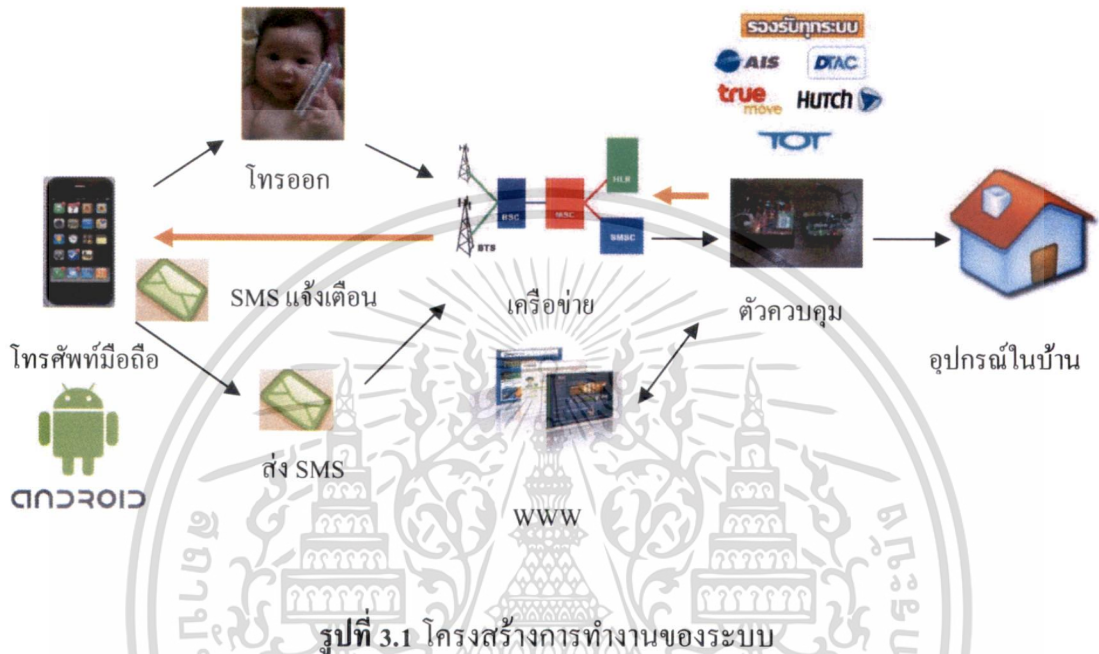 รองรับทุกระบบ
AIS
DTAC
true
move
HUTCH
TOT
โทรออก
HLR
BSC
MSC
SMSC
BTS
SMS แจ้งเตือน
เครือข่าย
ตัวควบคุม
โทรศัพท์มือถือ
อุปกรณ์ในบ้าน
ANDROID
ส่ง SMS
WWW
รูปที่ 3.1 โครงสร้างการทำงานของระบบ